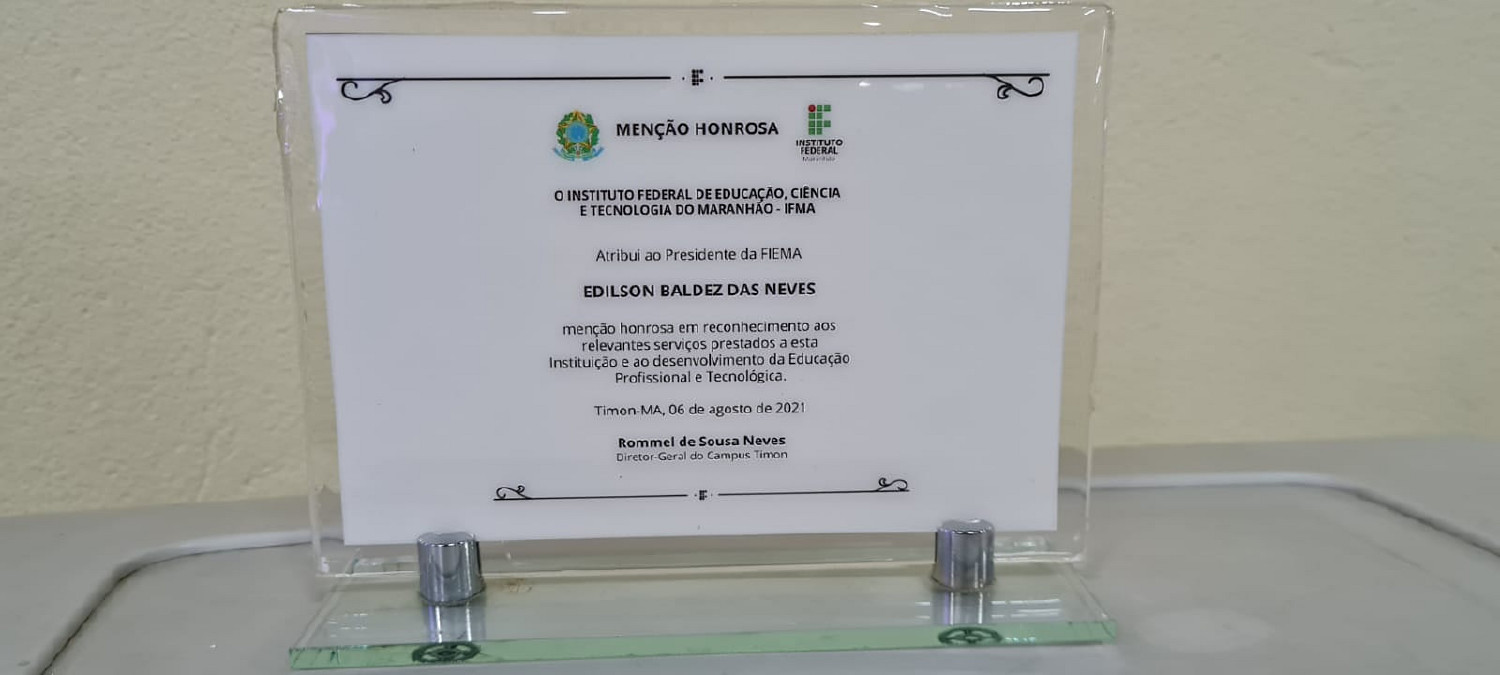 MENÇÃO HONROSA
INSTITUTO
FEDERAL
Maranhão
O INSTITUTO FEDERAL DE EDUCAÇÃO, CIÊNCIA
E TECNOLOGIA DO MARANHÃO - IFMA
Atribui ao Presidente da FIEMA
EDILSON BALDEZ DAS NEVES
menção honrosa em reconhecimento aos
relevantes serviços prestados a esta
Instituição e ao desenvolvimento da Educação
Profissional e Tecnológica.
Timon-MA, 06 de agosto de 2021
Rommel de Sousa Neves
Diretor-Geral do Campus Timon